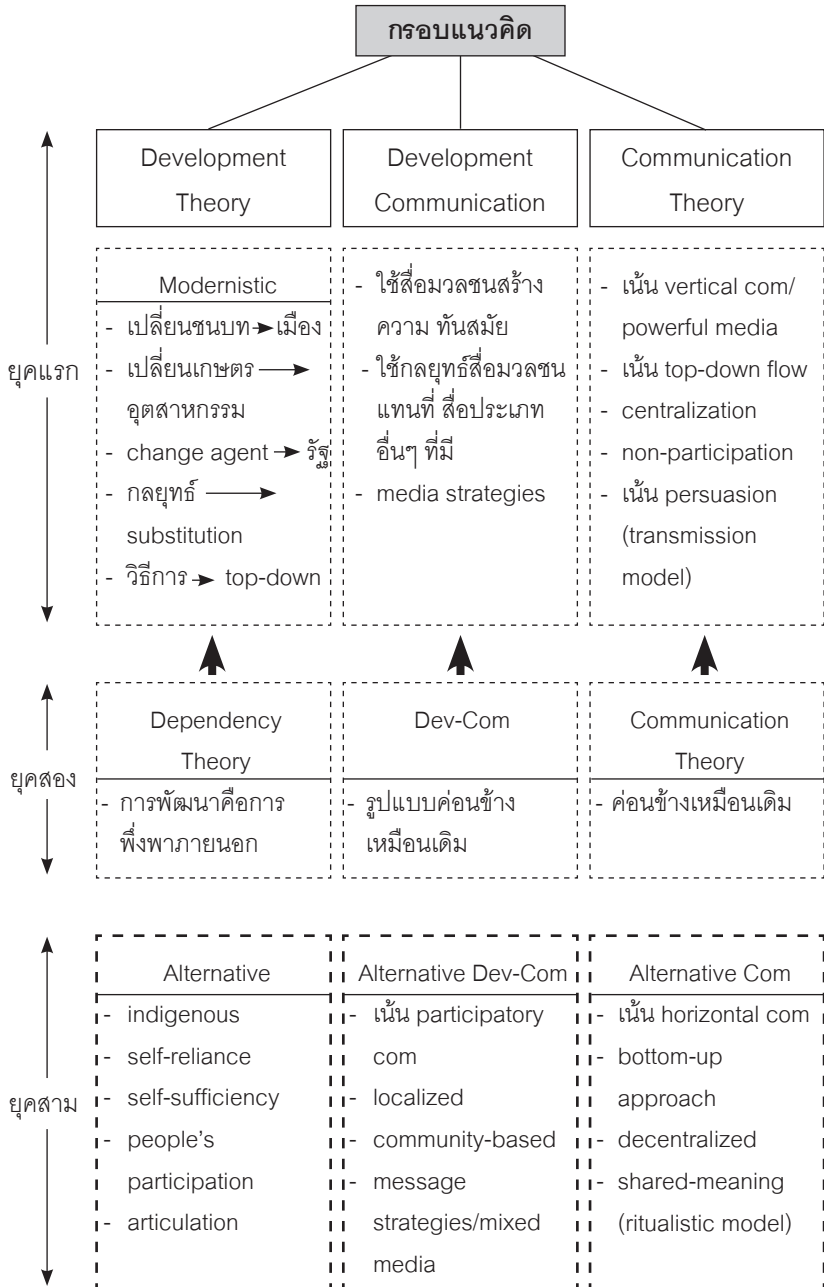 กรอบแนวคิด
Development
Theory
Development
Communication
Communication
Theory
ยุคแรก
Modernistic
- เปลี่ยนชนบท → เมือง
- เปลี่ยนเกษตร →
อุตสาหกรรม
- change agent → รัฐ
- กลยุทธ์ →
substitution
- วิธีการ → top-down
- ใช้สื่อมวลชนสร้าง
ความ ทันสมัย
- ใช้กลยุทธ์สื่อมวลชน
แทนที่ สื่อประเภท
อื่นๆ ที่มี
- media strategies
- เน้น vertical com/
powerful media
- เน้น top-down flow
- centralization
- non-participation
- เน้น persuasion
(transmission
model)
ยุคสอง
Dependency
Theory
- การพัฒนาคือการ
พึ่งพาภายนอก
Dev-Com
- รูปแบบค่อนข้าง
เหมือนเดิม
Communication
Theory
- ค่อนข้างเหมือนเดิม
ยุคสาม
Alternative
- indigenous
- self-reliance
- self-sufficiency
- people's
participation
- articulation
Alternative Dev-Com
- เน้น participatory
com
- localized
- community-based
- message
strategies/mixed
media
Alternative Com
- เน้น horizontal com
- bottom-up
approach
- decentralized
- shared-meaning
(ritualistic model)